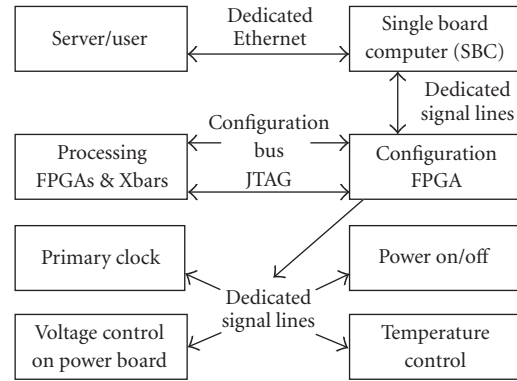 Server/user
Dedicated
Ethernet
Single board
computer (SBC)
Dedicated
signal lines
Processing
FPGAs & Xbars
Configuration
bus
JTAG
Configuration
FPGA
Primary clock
Power on/off
Dedicated
signal lines
Voltage control
on power board
Temperature
control